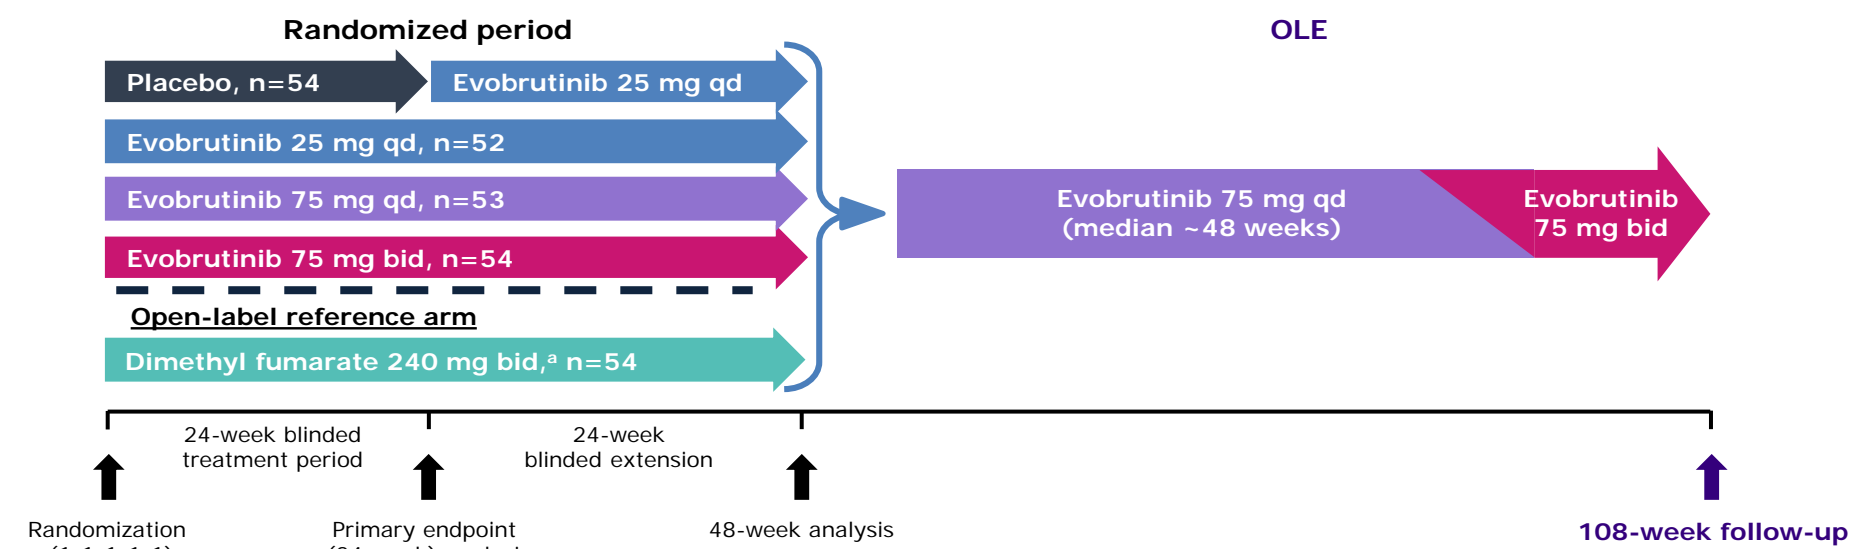 Randomized period
OLE
Placebo, n=54
Evobrutinib 25 mg qd
Evobrutinib 25 mg qd, n=52
Evobrutinib 75 mg qd, n=53
Evobrutinib 75 mg bid, n=54
Open-label reference arm
Dimethyl fumarate 240 mg bid,ᵃ n=54
Evobrutinib 75 mg qd
(median ~48 weeks)
Evobrutinib
75 mg bid
24-week blinded
treatment period
24-week
blinded extension
Randomization
Primary endpoint
48-week analysis
108-week follow-up